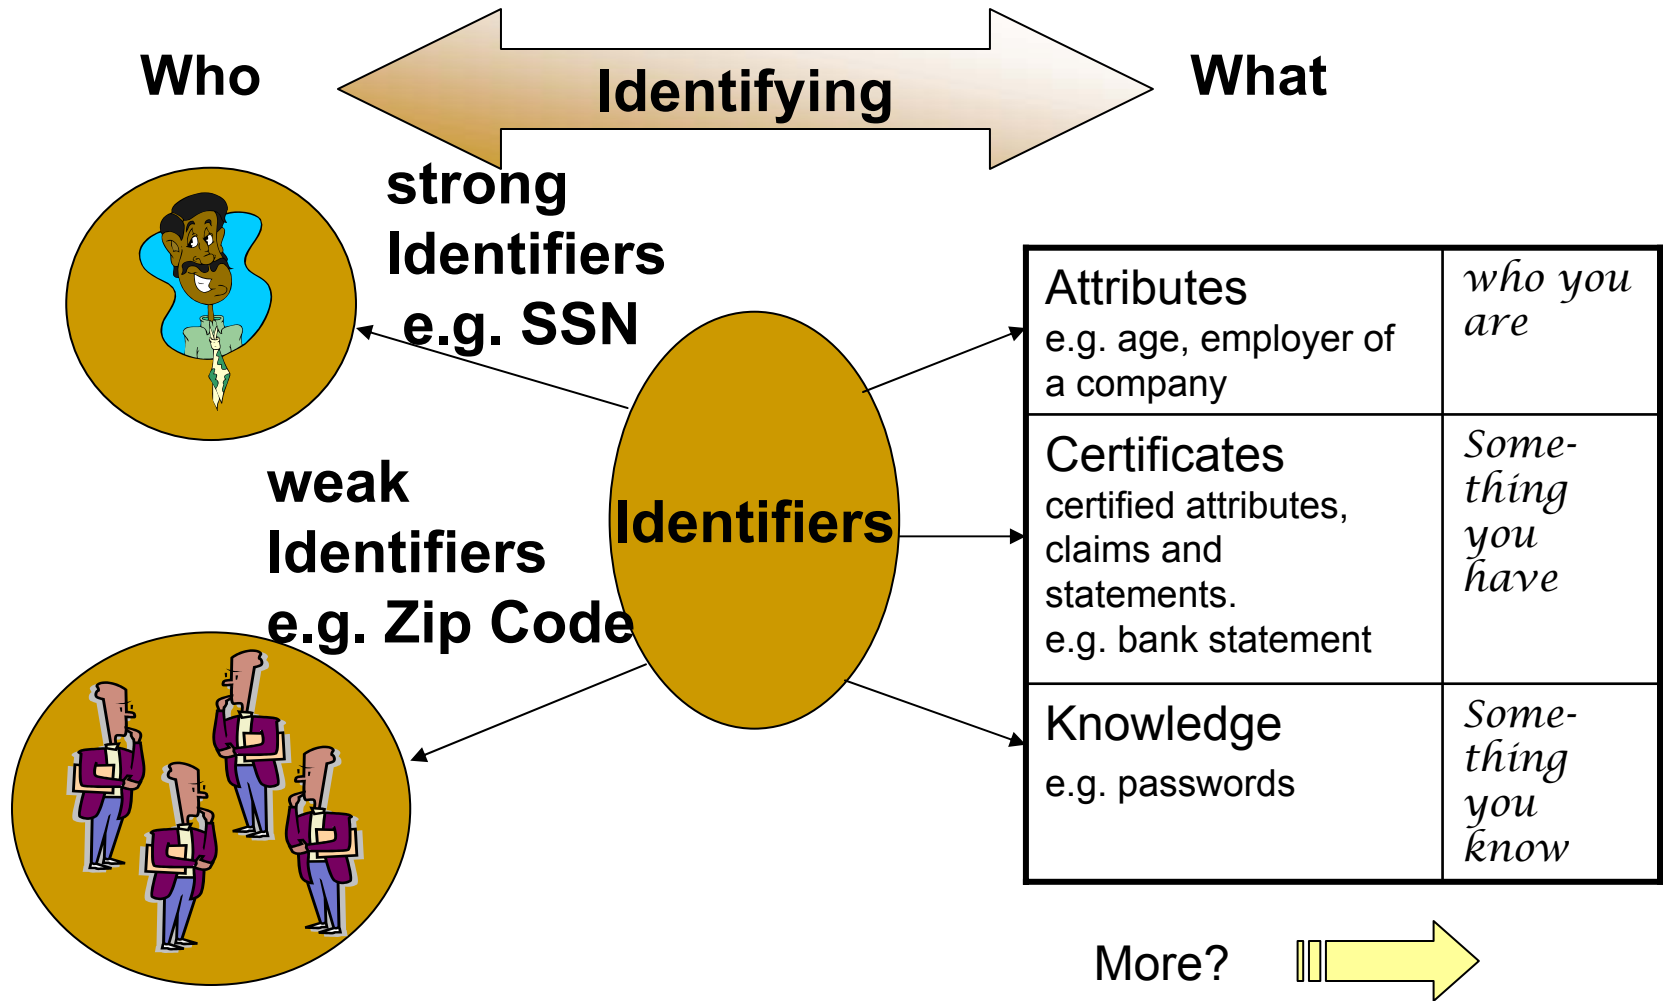 Who
Identifying
What
strong
Identifiers
e.g. SSN
weak
Identifiers
e.g. Zip Code
Identifiers
Attributes
e.g. age, employer of
a company
who you
are
Certificates
certified attributes,
claims and
statements.
e.g. bank statement
Some-
thing
you
have
Knowledge
e.g. passwords
Some-
thing
you
know
More?